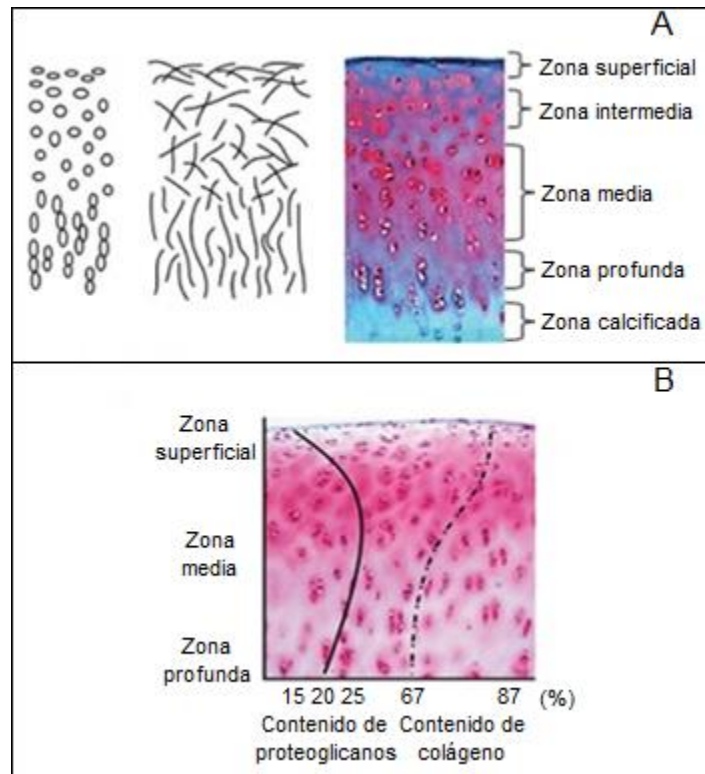 A
Zona superficial
Zona intermedia
Zona media
Zona profunda
Zona calcificada
B
Zona
superficial
Zona
media
Zona
profunda
15 20 25 67 87 (%)
Contenido de Contenido de
proteoglicanos colágeno